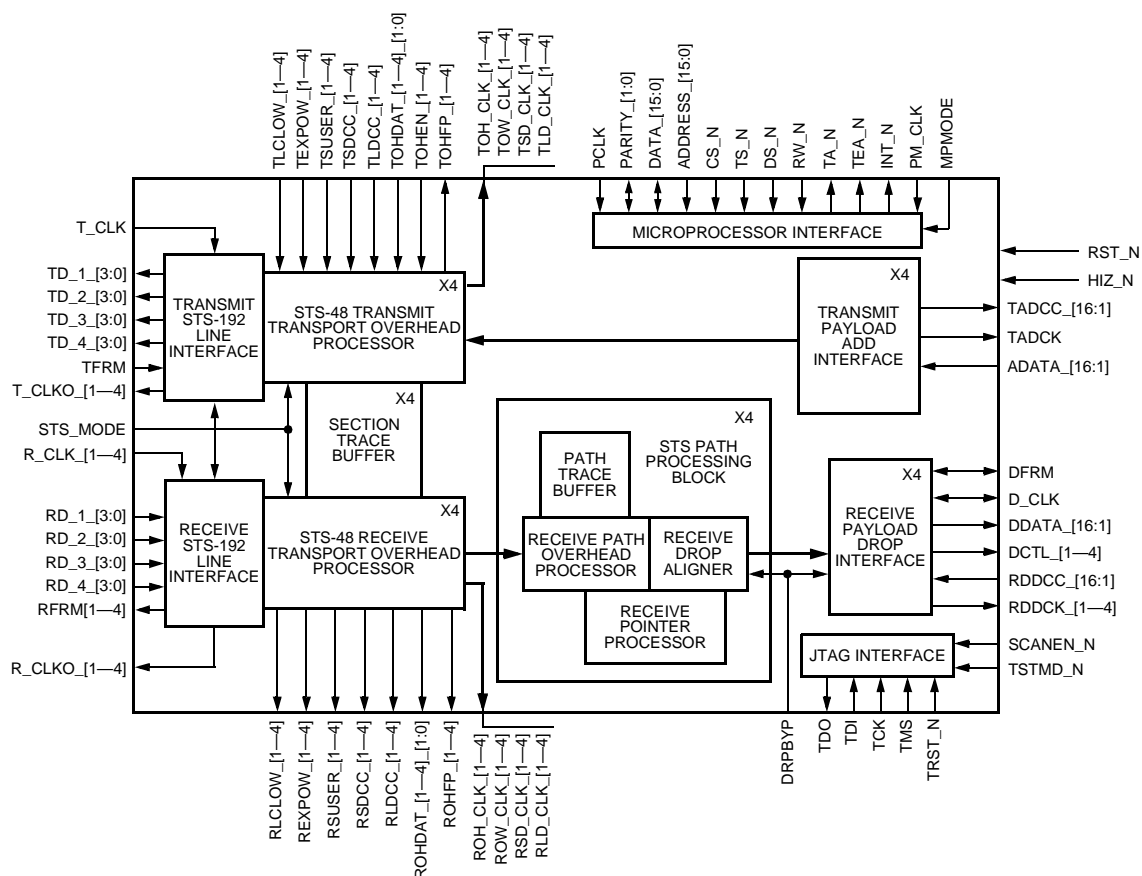 TLCLOW_[1—4]
TEXPOW_[1—4]
TSUSER_[1—4]
TSDCC_[1—4]
TLDCC_[1—4]
TOHDAT_[1—4]_[1:0]
TOHEN_[1—4]
TOHFP_[1—4]
TOH_CLK_[1—4]
TOW_CLK_[1—4]
TSD_CLK_[1—4]
TLD_CLK_[1—4]
PCLK
PARITY_[1:0]
DATA_[15:0]
ADDRESS_[15:0]
CS_N
TS_N
DS_N
RW_N
TA_N
TEA_N
INT_N
PM_CLK
MPMODE
MICROPROCESSOR INTERFACE
T_CLK
TD_1_[3:0]
TD_2_[3:0]
TD_3_[3:0]
TD_4_[3:0]
TFRM
T_CLKO_[1—4]
STS_MODE
R_CLK_[1—4]
RD_1_[3:0]
RD_2_[3:0]
RD_3_[3:0]
RD_4_[3:0]
RFRM[1—4]
R_CLKO_[1—4]
TRANSMIT
STS-192
LINE
INTERFACE
X4
STS-48 TRANSMIT
TRANSPORT OVERHEAD
PROCESSOR
X4
SECTION
TRACE
BUFFER
RECEIVE
STS-192
LINE
INTERFACE
X4
STS-48 RECEIVE
TRANSPORT OVERHEAD
PROCESSOR
X4
STS PATH
PROCESSING
BLOCK
PATH
TRACE
BUFFER
RECEIVE PATH
OVERHEAD
PROCESSOR
RECEIVE
DROP
ALIGNER
RECEIVE
POINTER
PROCESSOR
X4
TRANSMIT
PAYLOAD
ADD INTERFACE
X4
RECEIVE
PAYLOAD
DROP
INTERFACE
JTAG INTERFACE
RST_N
HIZ_N
TADCC_[16:1]
TADCK
ADATA_[16:1]
DFRM
D_CLK
DDATA_[16:1]
DCTL_[1—4]
RDDCC_[16:1]
RDDCK_[1—4]
SCANEN_N
TSTMD_N
RLCLOW_[1—4]
REXPOW_[1—4]
RSUSER_[1—4]
RSDCC_[1—4]
RLDCC_[1—4]
ROHDAT_[1—4]_[1:0]
ROHFP_[1—4]
ROH_CLK_[1—4]
ROW_CLK_[1—4]
RSD_CLK_[1—4]
RLD_CLK_[1—4]
DRPBYP
TDO
TDI
TCK
TMS
TRST_N